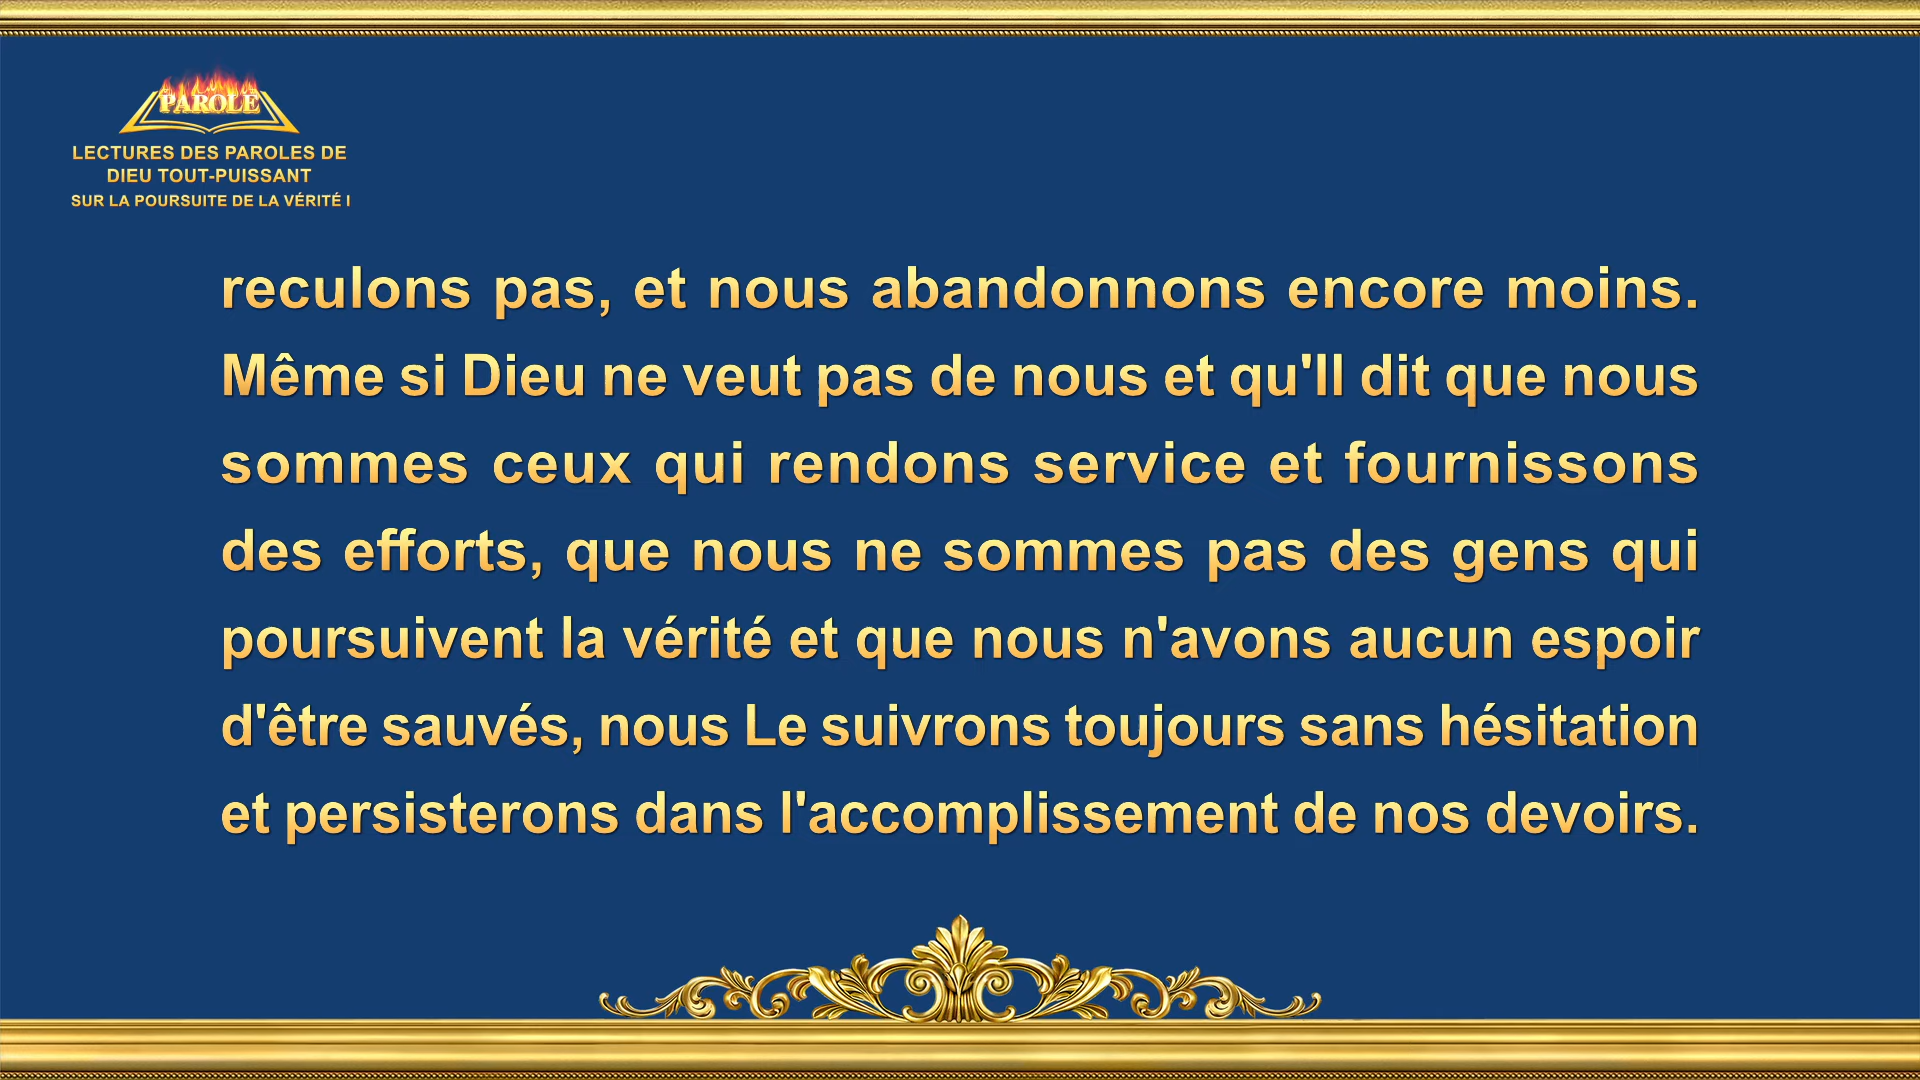 PAROLE
LECTURES DES PAROLES DE
DIEU TOUT-PUISSANT
SUR LA POURSUITE DE LA VÉRITÉ I
reculons pas, et nous abandonnons encore moins.
Même si Dieu ne veut pas de nous et qu'Il dit que nous
sommes ceux qui rendons service et fournissons
des efforts, que nous ne sommes pas des gens qui
poursuivent la vérité et que nous n'avons aucun espoir
d'être sauvés, nous Le suivrons toujours sans hésitation
et persisterons dans l'accomplissement de nos devoirs.